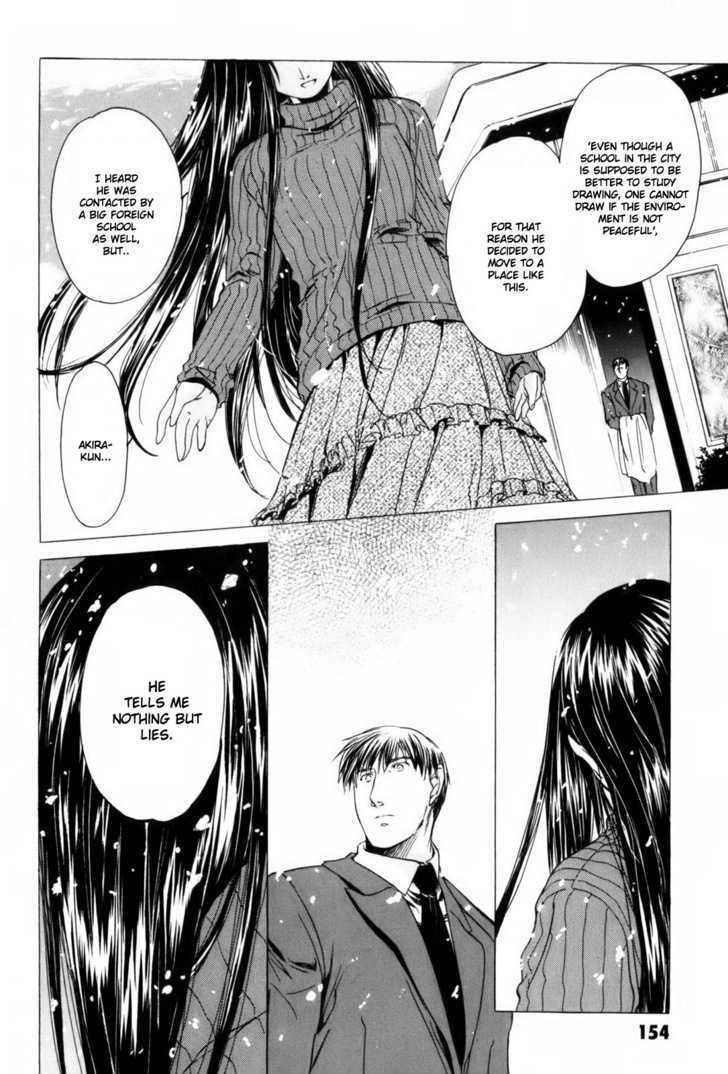 'EVEN THOUGH A
SCHOOL IN THE CITY
IS SUPPOSED TO BE
BETTER TO STUDY
DRAWING, ONE CANNOT
DRAW IF THE ENVIRO-
MENT IS NOT
PEACEFUL',
FOR THAT
REASON HE
DECIDED TO
MOVE TO A
PLACE LIKE
THIS.
I HEARD
HE WAS
CONTACTED BY
A BIG FOREIGN
SCHOOL
AS WELL,
BUT..
AKIRA-
KUN...
HE
TELLS ME
NOTHING BUT
LIES.
154